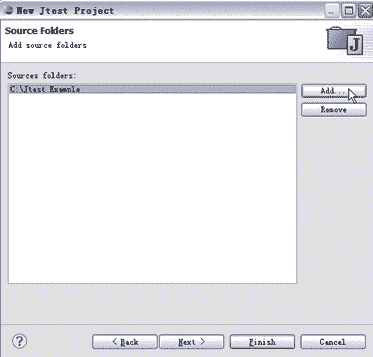 New Jtest Project
Source Folders
Add source folders
J
Sources folders:
C:\Jtest Example
Add...
Remove
?
< Back
Next >
Finish
Cancel